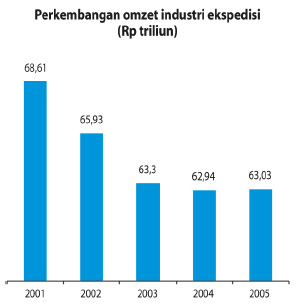 Perkembangan omzet industri ekspedisi
(Rp triliun)
68,61
65,93
63,3
62,94
63,03
2001 2002 2003 2004 2005